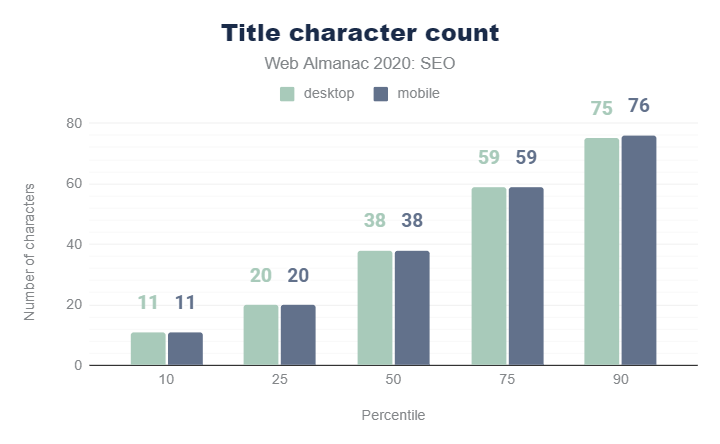 Title character count
Web Almanac 2020: SEO
desktop mobile
Number of characters
80
60
40
20
0
11 11
20 20
38 38
59 59
75 76
10 25 50 75 90
Percentile